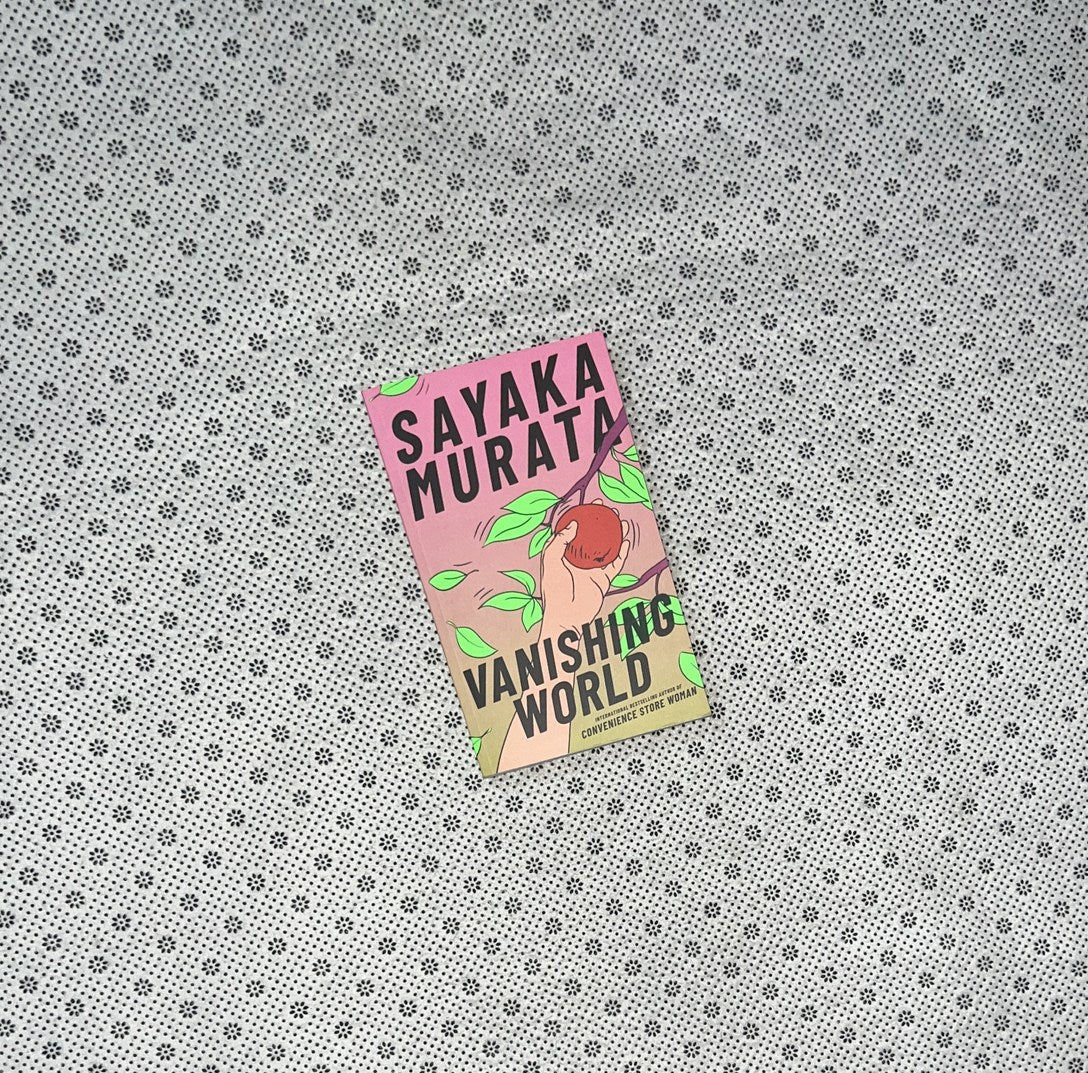 SAYAKA
MURATA
VANISHING
WORLD
INTERNATIONAL BESTSELLING AUTHOR OF
CONVENIENCE STORE WOMAN